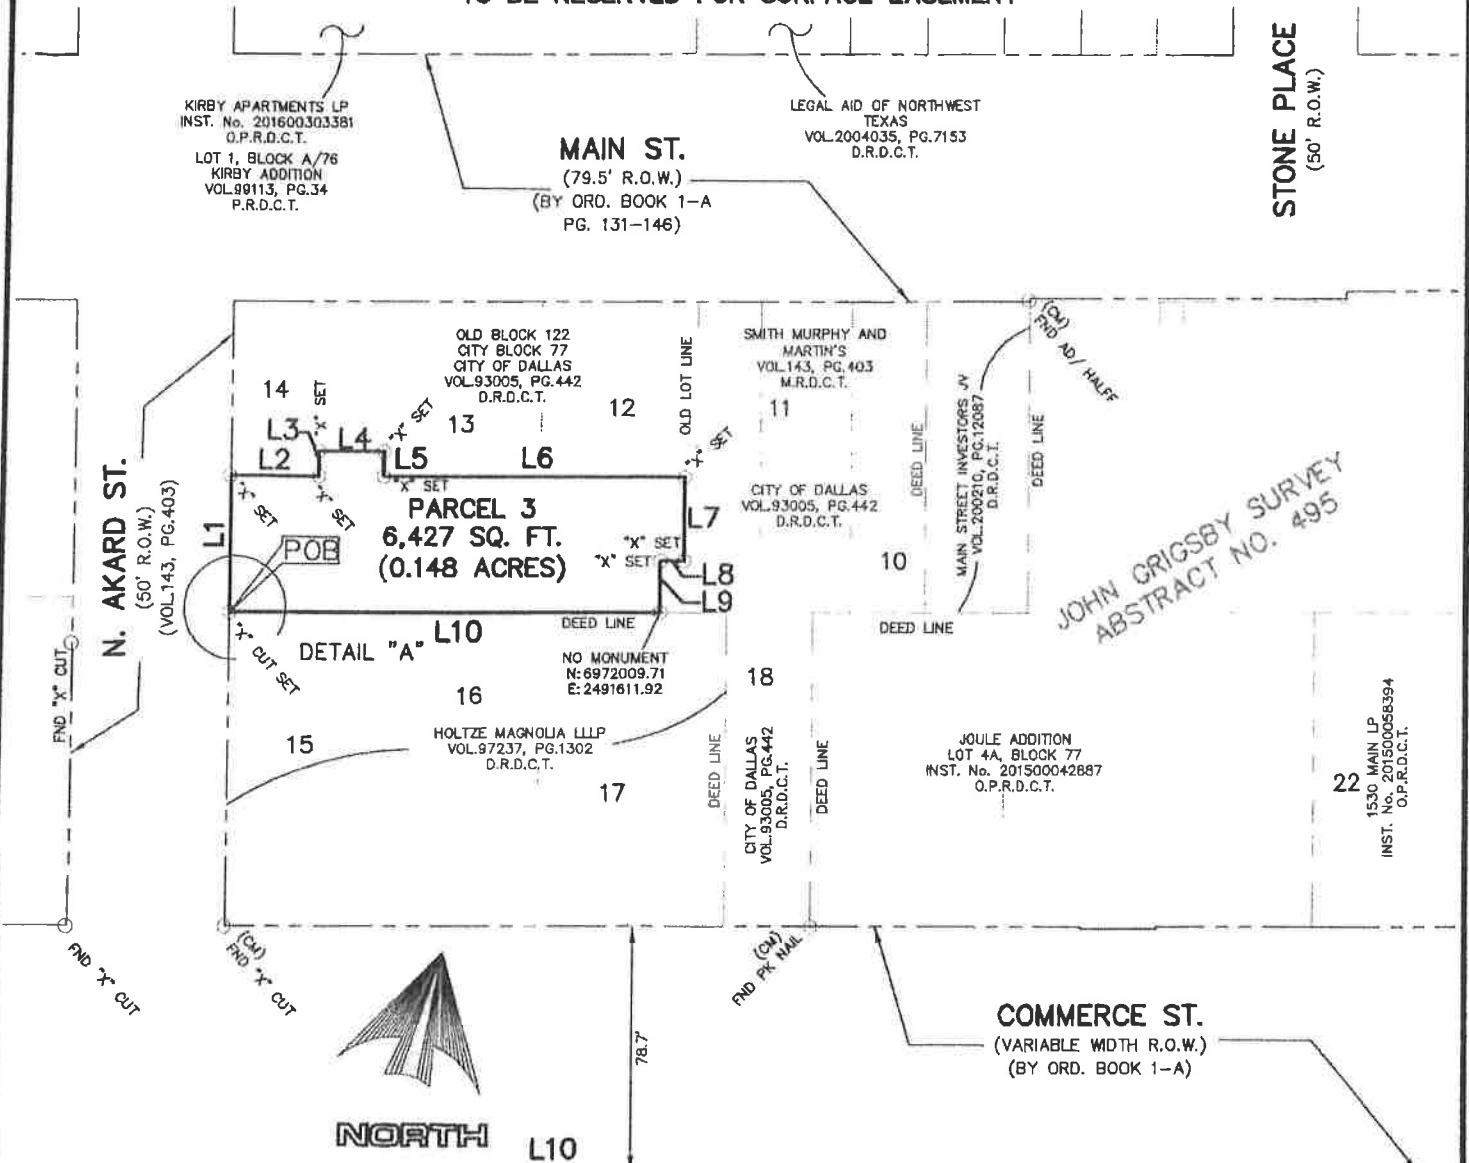 TO BE RESERVED FOR SURFACE EASEMENT
STONE PLACE
(50' R.O.W.)
KIRBY APARTMENTS LP
INST. No. 201600303381
O.P.R.D.C.T.
LOT 1, BLOCK A/76
KIRBY ADDITION
VOL.99113, PG.34
P.R.D.C.T.
LEGAL AID OF NORTHWEST
TEXAS
VOL.2004035, PG.7153
D.R.D.C.T.
MAIN ST.
(79.5' R.O.W.)
(BY ORD. BOOK 1-A
PG. 131-146)
(CM)
FND AD/ HALFF
OLD BLOCK 122
CITY BLOCK 77
CITY OF DALLAS
VOL.93005, PG.442
D.R.D.C.T.
OLD LOT LINE
SMITH MURPHY AND
MARTIN'S
VOL.143, PG.403
M.R.D.C.T.
MAIN STREET INVESTORS JV
VOL.200210, PG.12087
D.R.D.C.T.
14
13
12
11
10
"X" SET
"X" SET
"X" SET
L3
L4
L2
L5
L6
"X" SET
"X" SET
"X" SET
DEED LINE
DEED LINE
N. AKARD ST.
(50' R.O.W.)
(VOL.143, PG.403)
L1
POB
PARCEL 3
6,427 SQ. FT.
(0.148 ACRES)
L7
"X" SET
"X" SET
L8
L9
CITY OF DALLAS
VOL.93005, PG.442
D.R.D.C.T.
JOHN GRIGSBY SURVEY
ABSTRACT NO. 495
DEED LINE
L10
DEED LINE
"X" CUT SET
DETAIL "A"
NO MONUMENT
N:6972009.71
E:2491611.92
FND "X" CUT
16
18
15
HOLTZE MAGNOLIA LLLP
VOL.97237, PG.1302
D.R.D.C.T.
17
DEED LINE
CITY OF DALLAS
VOL.93005, PG.442
D.R.D.C.T.
DEED LINE
JOULE ADDITION
LOT 4A, BLOCK 77
INST. No. 201500042887
O.P.R.D.C.T.
22
1530 MAIN LP
INST. No. 201500058394
O.P.R.D.C.T.
FND "X" CUT
(CM)
FND "X" CUT
(CM)
FND PK NAIL
78.7'
COMMERCE ST.
(VARIABLE WIDTH R.O.W.)
(BY ORD. BOOK 1-A)
NORTH
L10